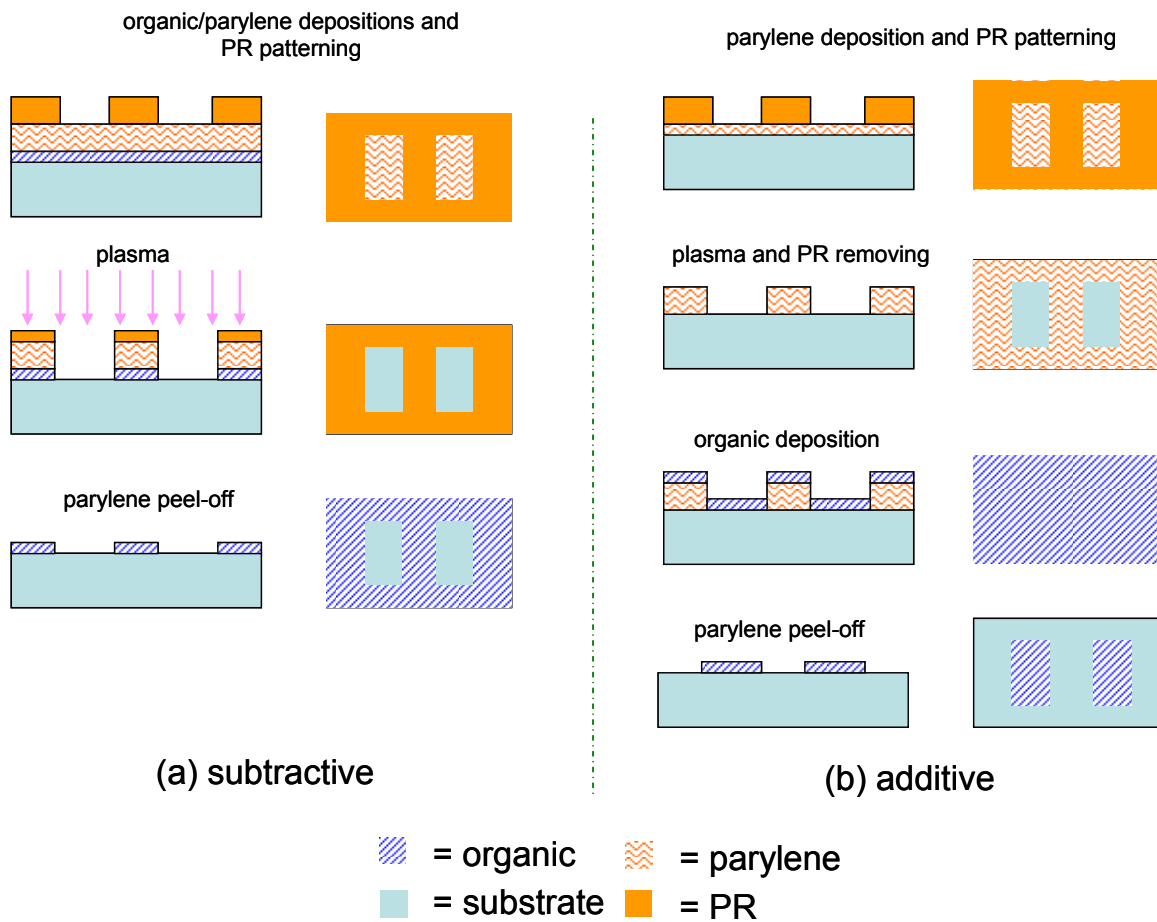 organic/parylene depositions and
PR patterning
plasma
parylene peel-off
(a) subtractive
parylene deposition and PR patterning
plasma and PR removing
organic deposition
parylene peel-off
(b) additive
= organic
= parylene
= substrate
= PR